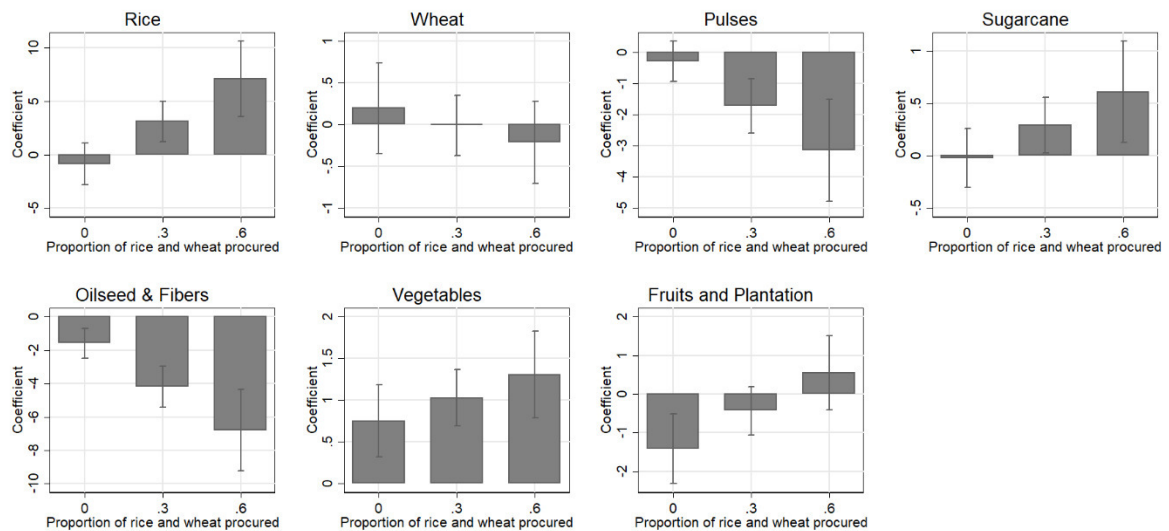 Rice
Coefficient
10
5
0
-5
0 .3 .6
Proportion of rice and wheat procured
Wheat
Coefficient
1
.5
0
-.5
-1
0 .3 .6
Proportion of rice and wheat procured
Pulses
Coefficient
0
-1
-2
-3
-4
-5
0 .3 .6
Proportion of rice and wheat procured
Sugarcane
Coefficient
1
.5
0
-.5
0 .3 .6
Proportion of rice and wheat procured
Oilseed & Fibers
Coefficient
0
-2
-4
-6
-8
-10
0 .3 .6
Proportion of rice and wheat procured
Vegetables
Coefficient
2
1.5
1
.5
0
0 .3 .6
Proportion of rice and wheat procured
Fruits and Plantation
Coefficient
2
1
0
-1
-2
0 .3 .6
Proportion of rice and wheat procured